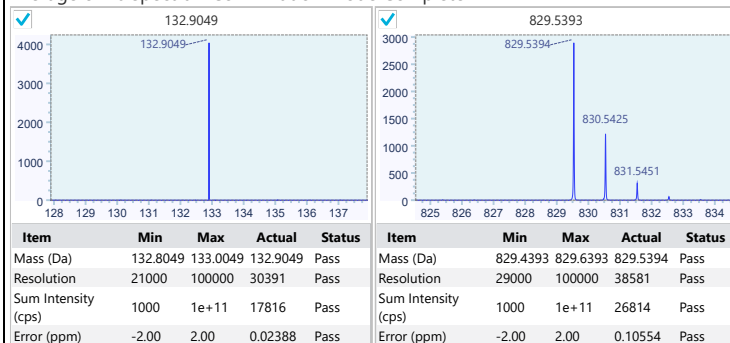 132.9049
132.9049
4000
3000
2000
1000
0
128 129 130 131 132 133 134 135 136 137
Item Min Max Actual Status
Mass (Da) 132.8049 133.0049 132.9049 Pass
Resolution 21000 100000 30391 Pass
Sum Intensity
(cps) 1000 1e+11 17816 Pass
Error (ppm) -2.00 2.00 0.02388 Pass
829.5393
829.5394
830.5425
831.5451
3000
2500
2000
1500
1000
500
0
825 826 827 828 829 830 831 832 833 834
Item Min Max Actual Status
Mass (Da) 829.4393 829.6393 829.5394 Pass
Resolution 29000 100000 38581 Pass
Sum Intensity
(cps) 1000 1e+11 26814 Pass
Error (ppm) -2.00 2.00 0.10554 Pass